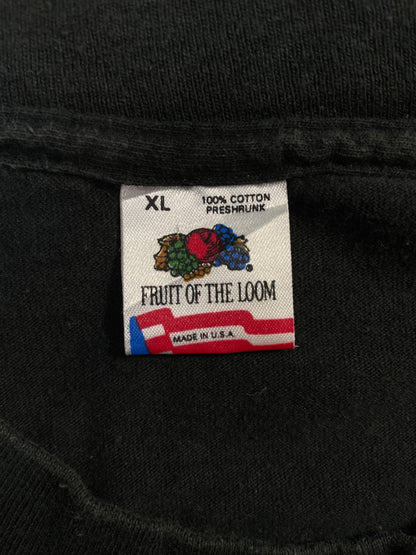 XL
100% COTTON
PRESHRUNK
®
FRUIT OF THE LOOM
MADE IN U.S.A.